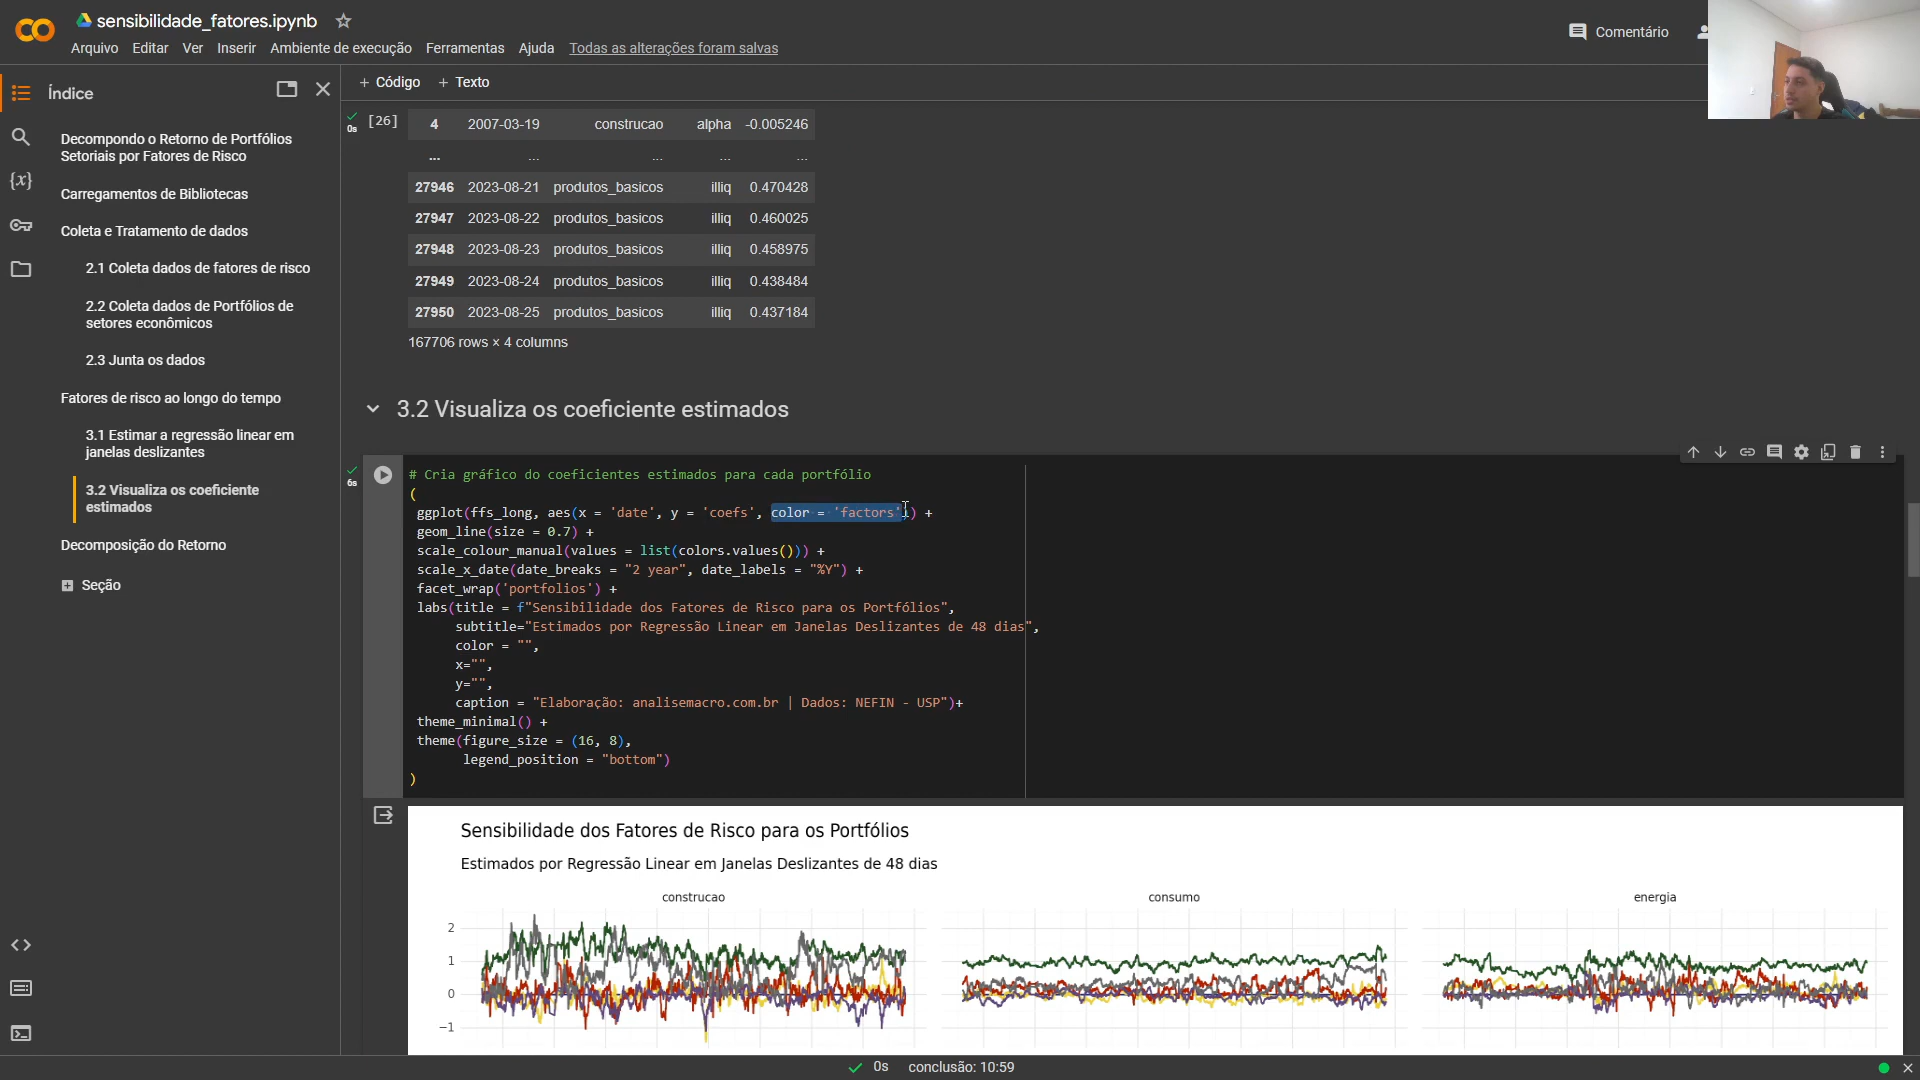 sensibilidade_fatores.ipynb
Arquivo Editar Ver Inserir Ambiente de execução Ferramentas Ajuda Todas as alterações foram salvas
Comentário
Índice
+ Código + Texto
Decompondo o Retorno de Portfólios
Setoriais por Fatores de Risco
Carregamentos de Bibliotecas
Coleta e Tratamento de dados
2.1 Coleta dados de fatores de risco
2.2 Coleta dados de Portfólios de
setores econômicos
2.3 Junta os dados
Fatores de risco ao longo do tempo
3.1 Estimar a regressão linear em
janelas deslizantes
3.2 Visualiza os coeficiente
estimados
Decomposição do Retorno
Seção
0s [26] 4 2007-03-19 construcao alpha -0.005246
... ... ... ... ...
27946 2023-08-21 produtos_basicos illiq 0.470428
27947 2023-08-22 produtos_basicos illiq 0.460025
27948 2023-08-23 produtos_basicos illiq 0.458975
27949 2023-08-24 produtos_basicos illiq 0.438484
27950 2023-08-25 produtos_basicos illiq 0.437184
167706 rows × 4 columns
3.2 Visualiza os coeficiente estimados
6s
# Cria gráfico do coeficientes estimados para cada portfólio
(
ggplot(ffs_long, aes(x = 'date', y = 'coefs', color = 'factors')) +
geom_line(size = 0.7) +
scale_colour_manual(values = list(colors.values())) +
scale_x_date(date_breaks = "2 year", date_labels = "%Y") +
facet_wrap('portfolios') +
labs(title = f"Sensibilidade dos Fatores de Risco para os Portfólios",
subtitle="Estimados por Regressão Linear em Janelas Deslizantes de 48 dias",
color = "",
x="",
y="",
caption = "Elaboração: analisemacro.com.br | Dados: NEFIN - USP")+
theme_minimal() +
theme(figure_size = (16, 8),
legend_position = "bottom")
)
Sensibilidade dos Fatores de Risco para os Portfólios
Estimados por Regressão Linear em Janelas Deslizantes de 48 dias
construcao consumo energia
2
1
0
−1
0s conclusão: 10:59